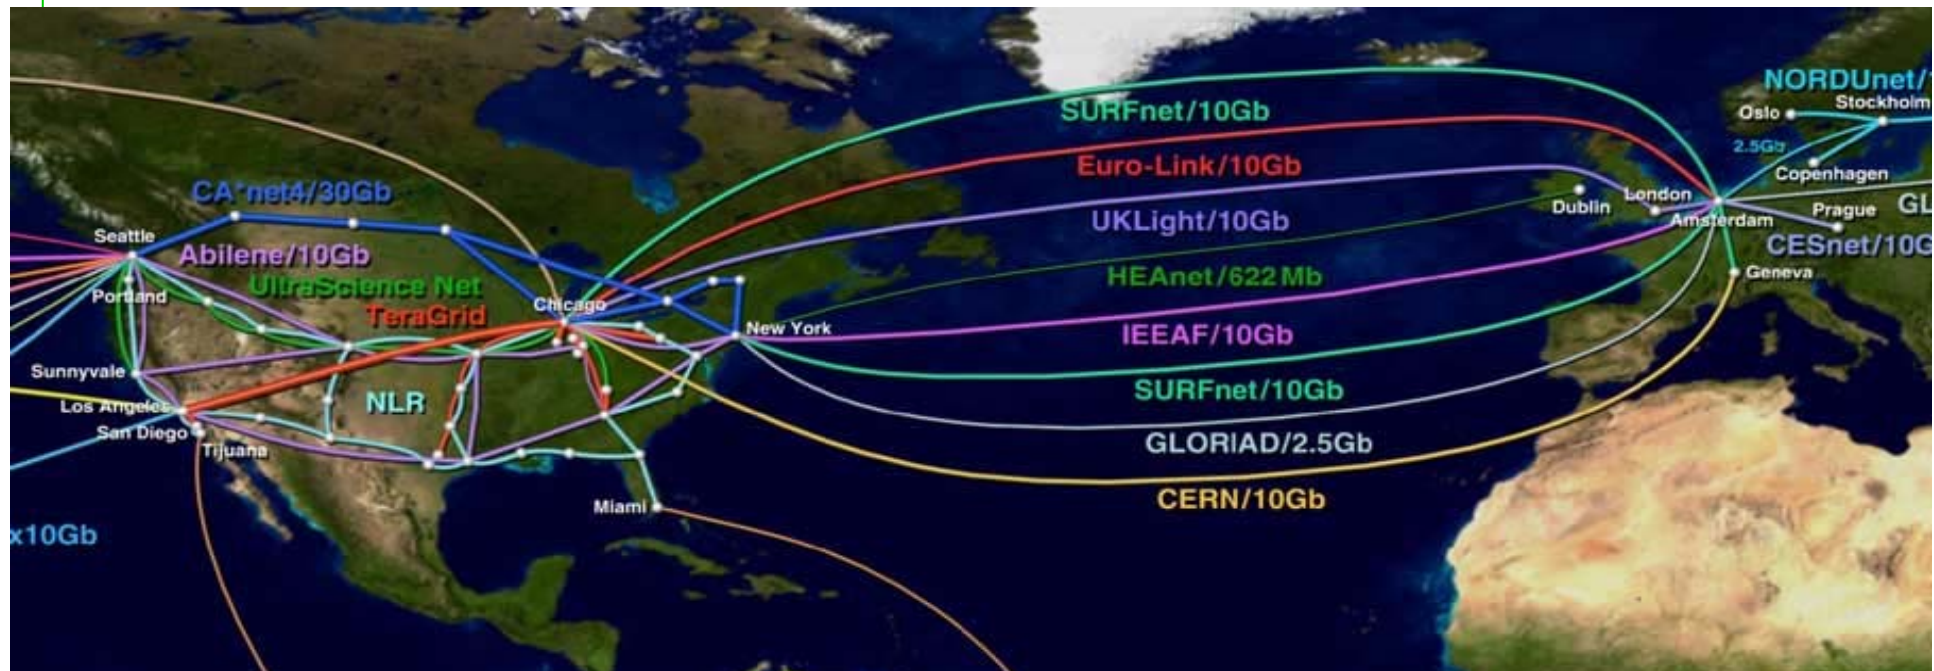 NORDUnet/1
Stockholm
Oslo
SURFnet/10Gb
2.5Gb
Euro-Link/10Gb
Copenhagen
CA*net4/30Gb
London
Dublin
Prague
GL
UKLight/10Gb
Amsterdam
Seattle
CESnet/10G
Abilene/10Gb
Geneva
HEAnet/622Mb
UltraScience Net
Portland
Chicago
TeraGrid
New York
IEEAF/10Gb
Sunnyvale
SURFnet/10Gb
NLR
Los Angeles
San Diego
GLORIAD/2.5Gb
Tijuana
CERN/10Gb
Miami
x10Gb